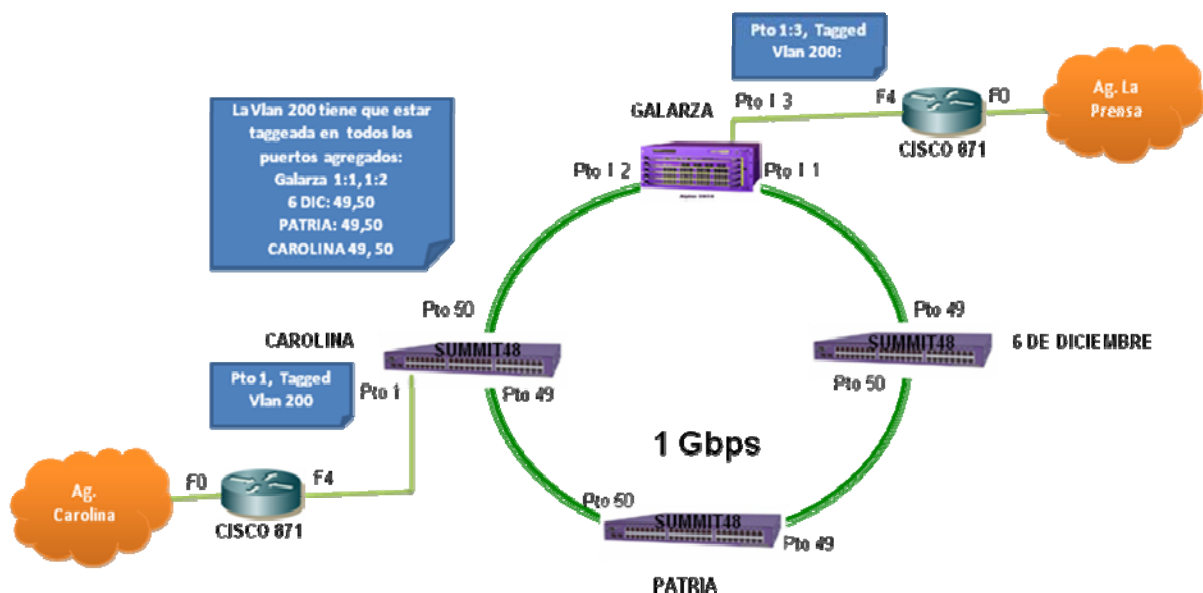 Pto 1:3, Tagged
Vlan 200:
Ag. La
Prensa
La Vlan 200 tiene que estar
taggeada en todos los
puertos agregados:
Galarza 1:1, 1:2
6 DIC: 49,50
PATRIA: 49,50
CAROLINA 49, 50
GALARZA
Pto 1 3
F4
F0
CISCO 871
Pto 1 2
Pto 1 1
Pto 50
Pto 49
CAROLINA
SUMMIT48
SUMMIT48
6 DE DICIEMBRE
Pto 1, Tagged
Vlan 200
Pto 1
Pto 49
Pto 50
1 Gbps
Ag.
Carolina
F0
F4
CISCO 871
Pto 50
SUMMIT48
Pto 49
PATRIA